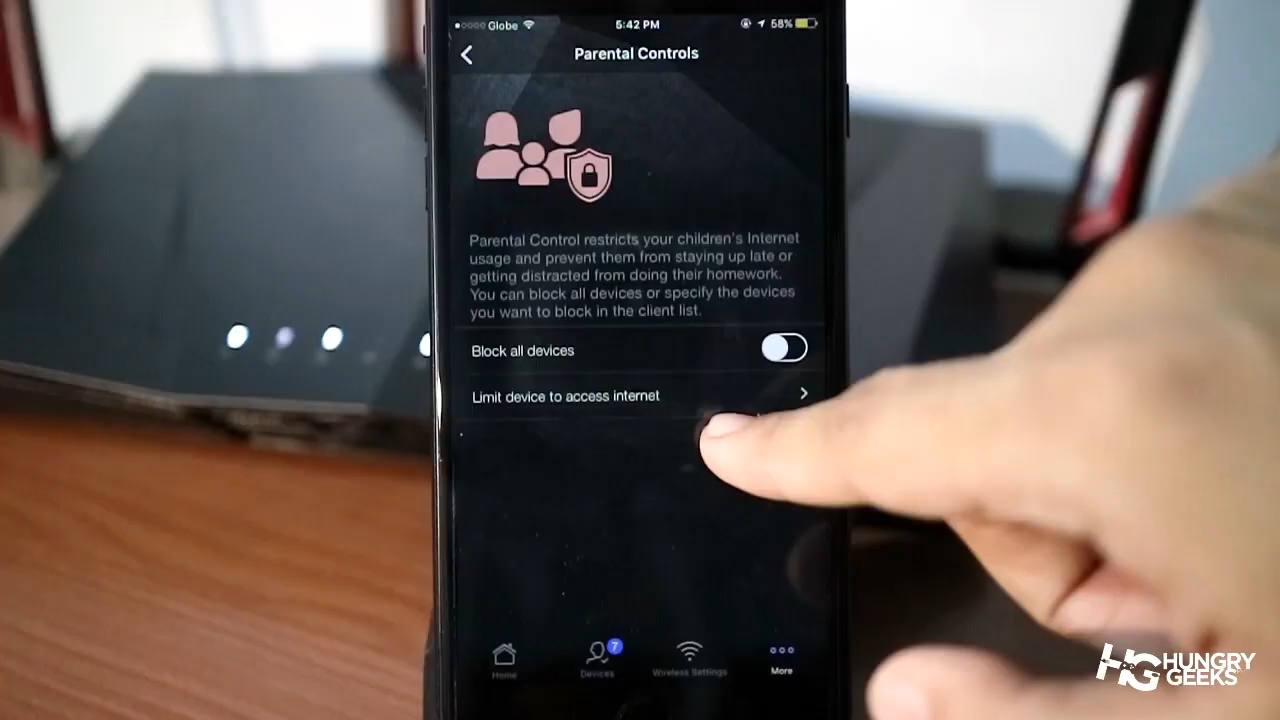 Globe 5:42 PM 58%
Parental Controls
Parental Control restricts your children's Internet
usage and prevent them from staying up late or
getting distracted from doing their homework.
You can block all devices or specify the devices
you want to block in the client list.
Block all devices
Limit device to access internet
7
Home Devices Wireless Settings More
HG HUNGRY
GEEKS